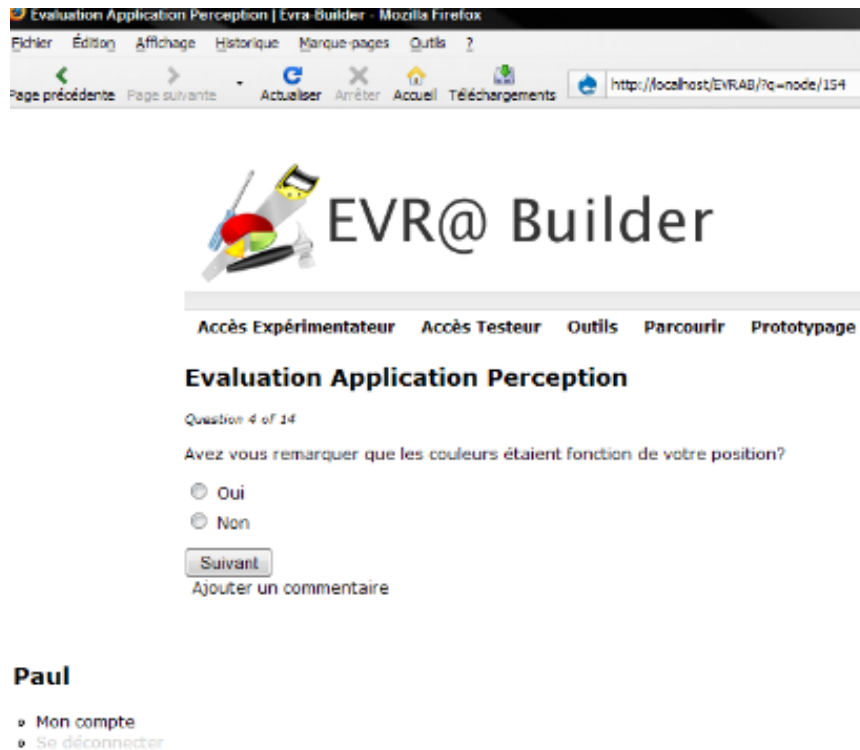 Evaluation Application Perception | Evra-Builder - Mozilla Firefox
Fichier Édition Affichage Historique Marque-pages Outils ?
Page précédente Page suivante Actualiser Arrêter Accueil Téléchargements http://localhost/EVRAB/?q=node/154
EVR@ Builder
Accès Expérimentateur Accès Testeur Outils Parcourir Prototypage
Evaluation Application Perception
Question 4 of 14
Avez vous remarquer que les couleurs étaient fonction de votre position?
Oui
Non
Suivant
Ajouter un commentaire
Paul
Mon compte
Se déconnecter